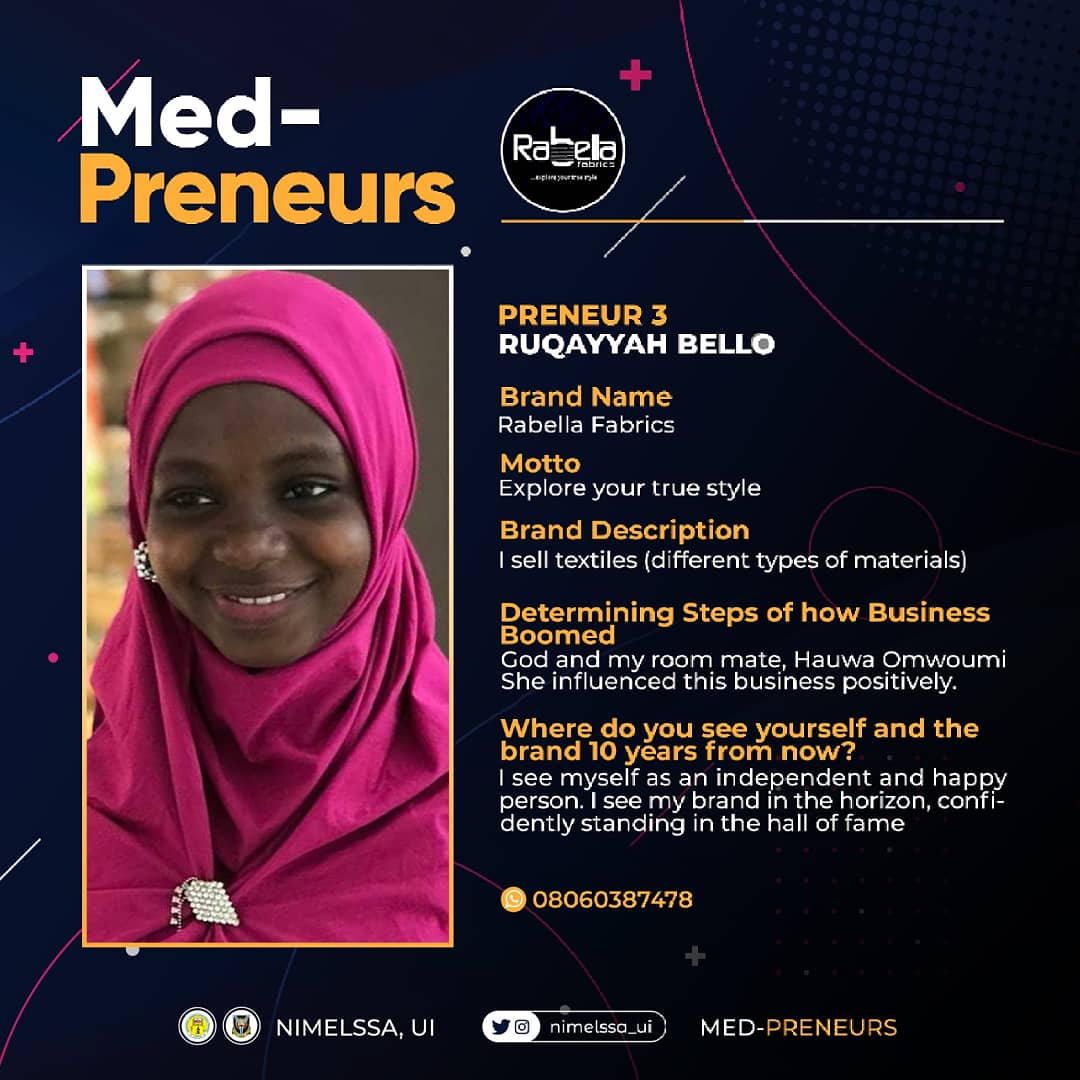 Med-
Preneurs
Rabella
fabrics
...explore your true style
PRENEUR 3
RUQAYYAH BELLO
Brand Name
Rabella Fabrics
Motto
Explore your true style
Brand Description
I sell textiles (different types of materials)
Determining Steps of how Business
Boomed
God and my room mate, Hauwa Omwoumi
She influenced this business positively.
Where do you see yourself and the
brand 10 years from now?
I see myself as an independent and happy
person. I see my brand in the horizon, confi-
dently standing in the hall of fame
08060387478
NIMELSSA, UI
nimelssa_ui
MED-PRENEURS